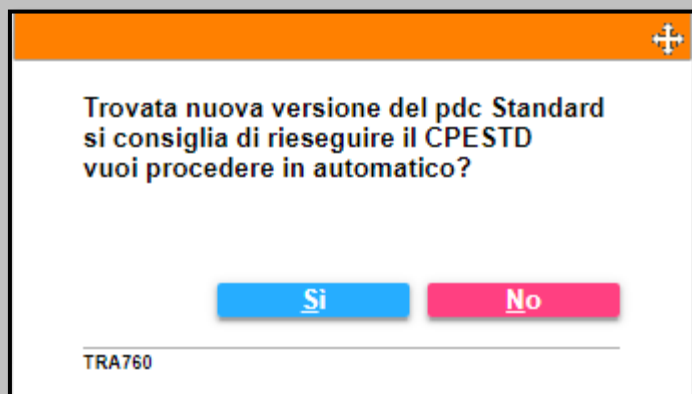 Trovata nuova versione del pdc Standard
si consiglia di rieseguire il CPESTD
vuoi procedere in automatico?
Sì No
TRA760